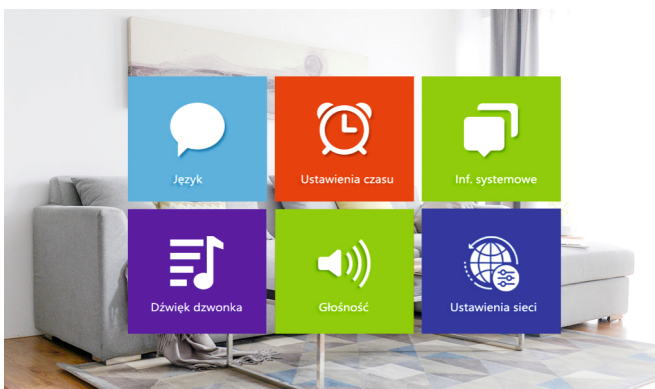 Język
Ustawienia czasu
Inf. systemowe
Dźwięk dzwonka
Głośność
Ustawienia sieci